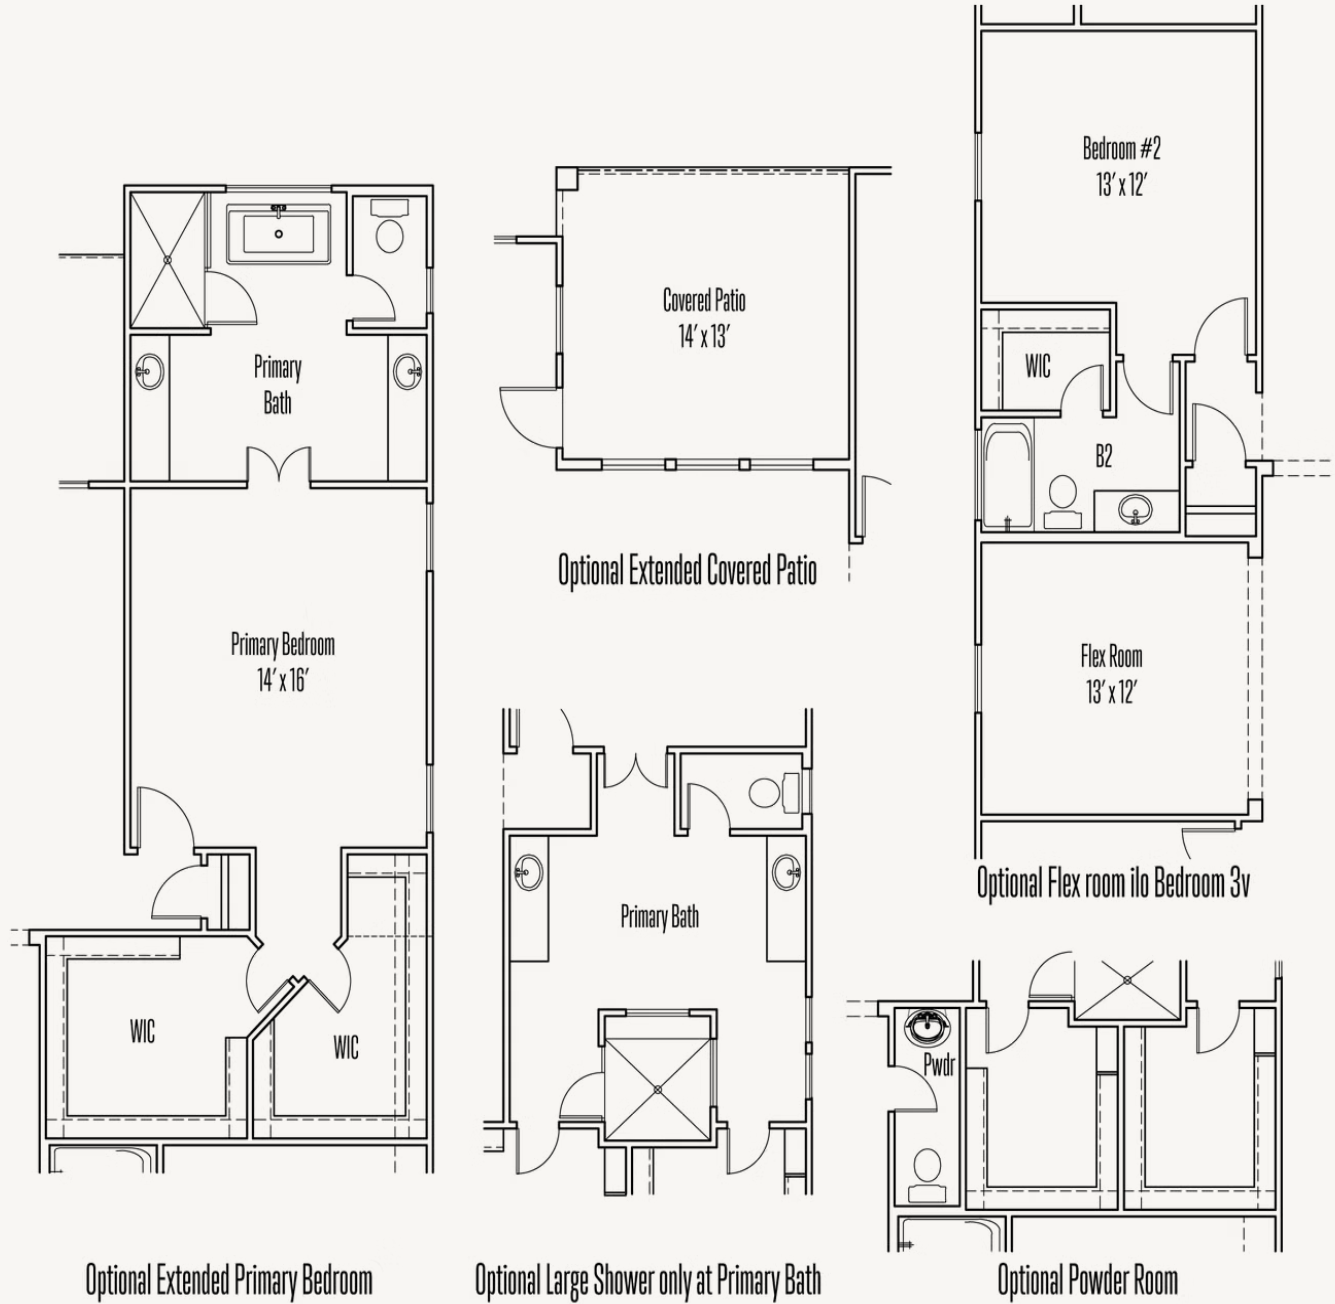 Primary
Bath
Primary Bedroom
14' x 16'
WIC
WIC
Optional Extended Primary Bedroom
Covered Patio
14' x 13'
Optional Extended Covered Patio
Primary Bath
Optional Large Shower only at Primary Bath
Bedroom #2
13' x 12'
WIC
B2
Flex Room
13' x 12'
Optional Flex room ilo Bedroom 3v
Pwdr
Optional Powder Room